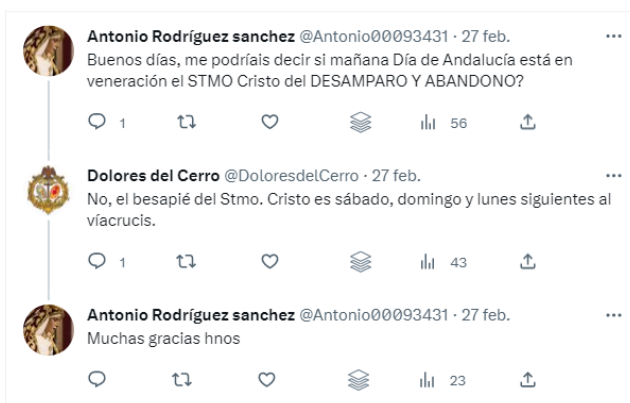 Antonio Rodríguez sanchez @Antonio00093431 · 27 feb.
Buenos días, me podríais decir si mañana Día de Andalucía está en
veneración el STMO Cristo del DESAMPARO Y ABANDONO?
1 56
Dolores del Cerro @DoloresdelCerro · 27 feb.
No, el besapié del Stmo. Cristo es sábado, domingo y lunes siguientes al
víacrucis.
1 43
Antonio Rodríguez sanchez @Antonio00093431 · 27 feb.
Muchas gracias hnos
23